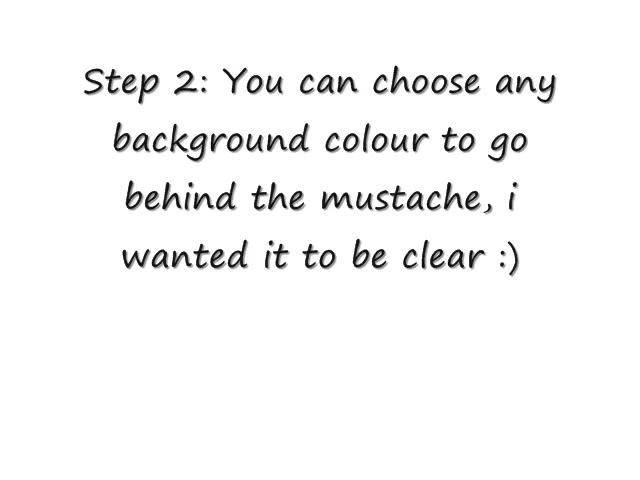 Step 2: You can choose any
background colour to go
behind the mustache, i
wanted it to be clear :)